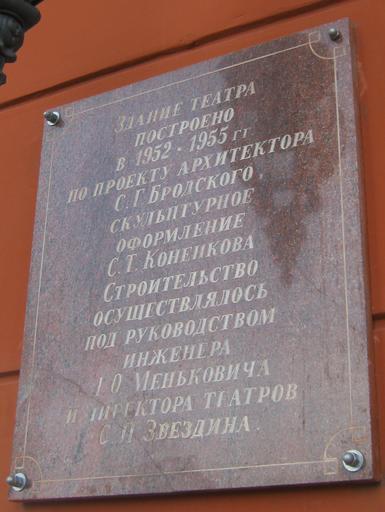 Здание театра
построено
в 1952 - 1955 гг
по проекту архитектора
С. Г. Бродского,
скульптурное
оформление
С. Т. Коненкова
Строительство
осуществлялось
под руководством
инженера
О Меньковича
и директора театров
С П Звездина.